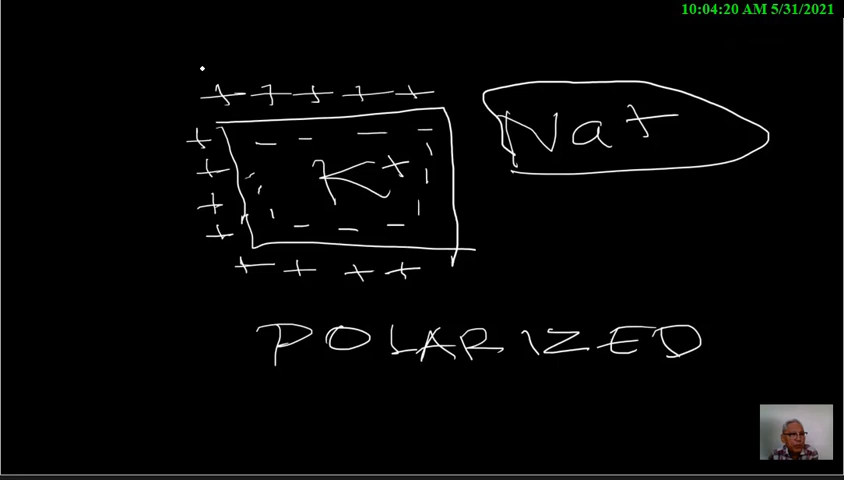 10:04:20 AM 5/31/2021
+ + + + +
+ - - - - Na+
+ K+
+
+ - - -
+ + + +
POLARIZED